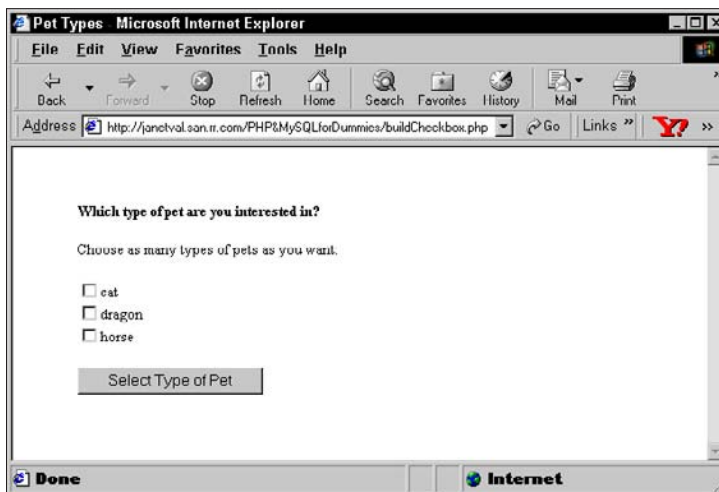 Pet Types - Microsoft Internet Explorer
File Edit View Favorites Tools Help
Back Forward Stop Refresh Home Search Favorites History Mail Print »
Address http://janetval.san.rr.com/PHP&MySQLforDummies/buildCheckbox.php Go Links » Y? »
Which type of pet are you interested in?
Choose as many types of pets as you want:
cat
dragon
horse
Select Type of Pet
Done Internet